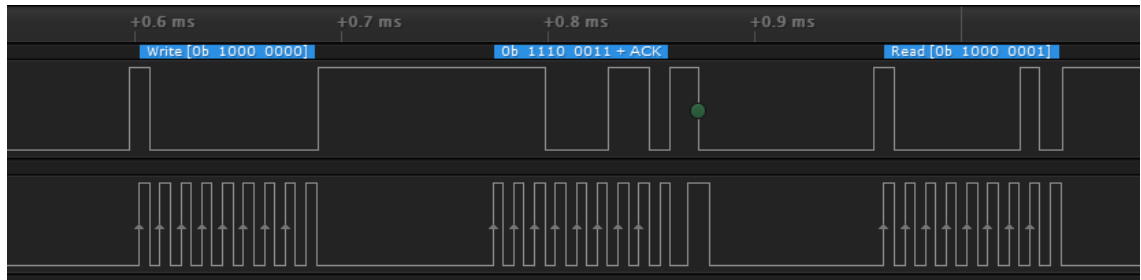 +0.6 ms +0.7 ms +0.8 ms +0.9 ms
Write [0b 1000 0000] 0b 1110 0011 + ACK Read [0b 1000 0001]